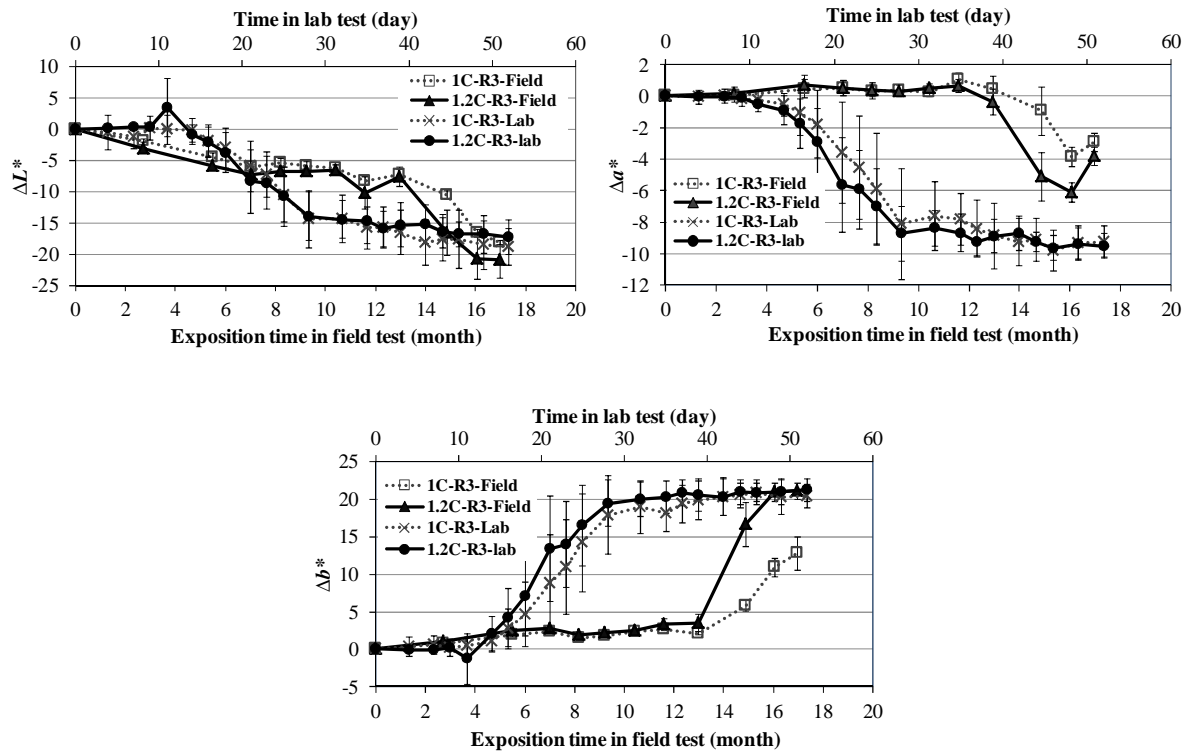 Time in lab test (day)
0 10 20 30 40 50 60
10
5
0
-5
-10
-15
-20
-25
ΔL*
1C-R3-Field
1.2C-R3-Field
1C-R3-Lab
1.2C-R3-lab
0 2 4 6 8 10 12 14 16 18 20
Exposition time in field test (month)
Time in lab test (day)
0 10 20 30 40 50 60
2
0
-2
-4
-6
-8
-10
-12
Δa*
1C-R3-Field
1.2C-R3-Field
1C-R3-Lab
1.2C-R3-lab
0 2 4 6 8 10 12 14 16 18 20
Exposition time in field test (month)
Time in lab test (day)
0 10 20 30 40 50 60
25
20
15
10
5
0
-5
Δb*
1C-R3-Field
1.2C-R3-Field
1C-R3-Lab
1.2C-R3-lab
0 2 4 6 8 10 12 14 16 18 20
Exposition time in field test (month)